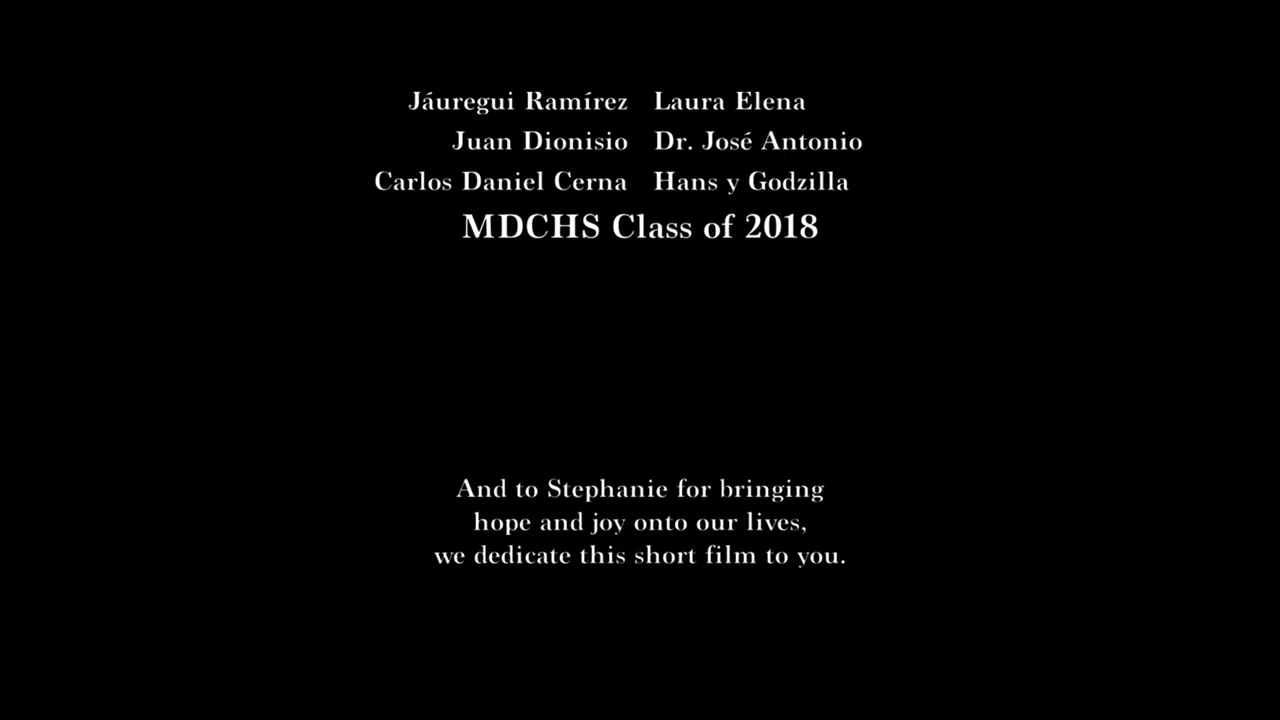 Jáuregui Ramírez Laura Elena
Juan Dionisio Dr. José Antonio
Carlos Daniel Cerna Hans y Godzilla
MDCHS Class of 2018
And to Stephanie for bringing
hope and joy onto our lives,
we dedicate this short film to you.